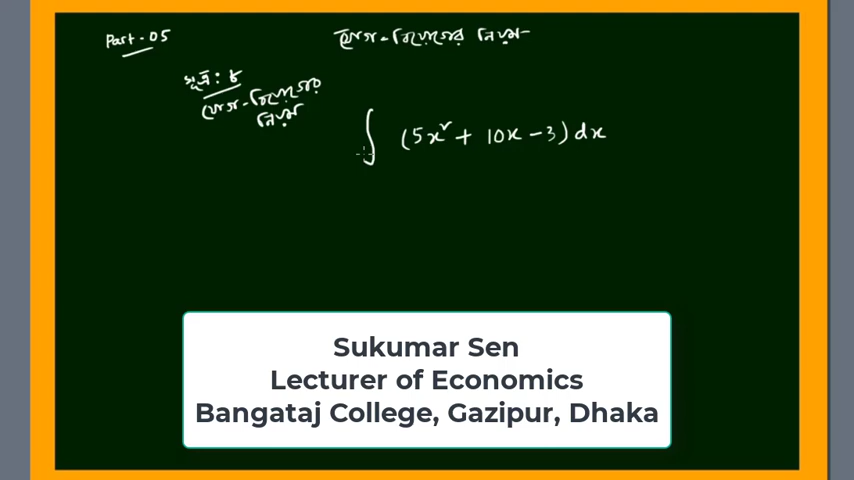 Part - 05
যোগ-বিয়োগের নিয়ম
সূত্র : ৮
যোগ-বিয়োগের
নিয়ম
∫ (5x² + 10x - 3) dx
Sukumar Sen
Lecturer of Economics
Bangataj College, Gazipur, Dhaka